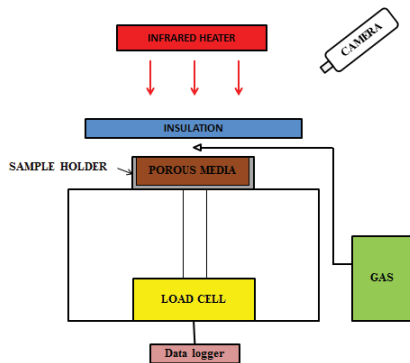 INFRARED HEATER
CAMERA
INSULATION
SAMPLE HOLDER
POROUS MEDIA
GAS
LOAD CELL
Data logger